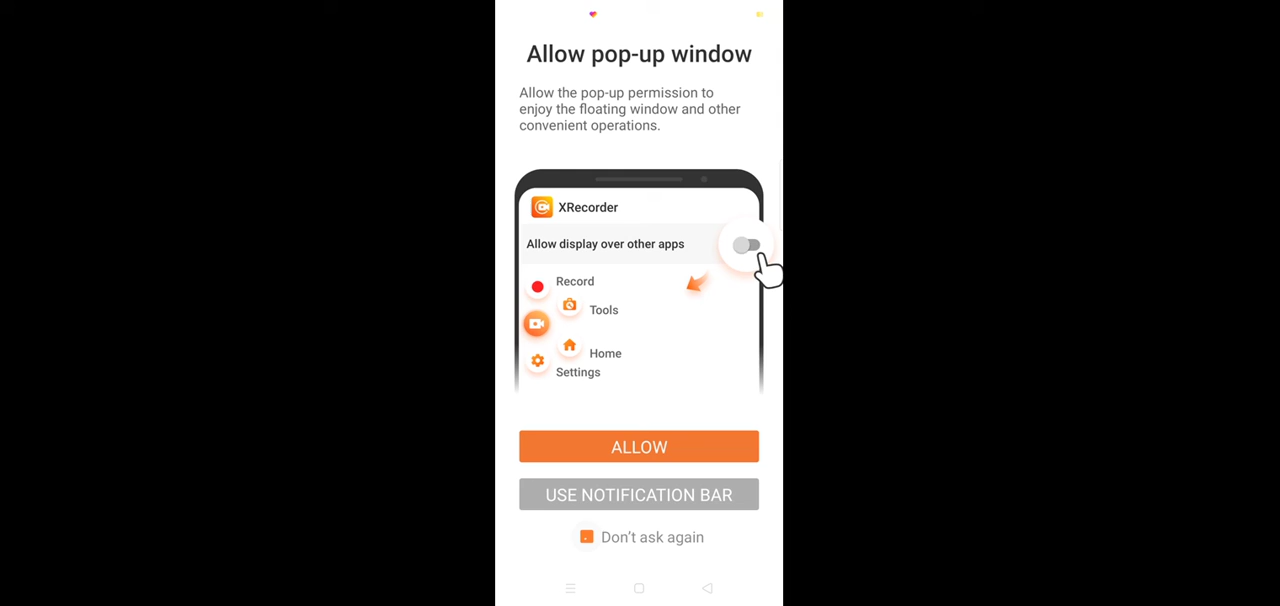 Allow pop-up window
Allow the pop-up permission to
enjoy the floating window and other
convenient operations.
XRecorder
Allow display over other apps
Record
Tools
Home
Settings
ALLOW
USE NOTIFICATION BAR
Don't ask again